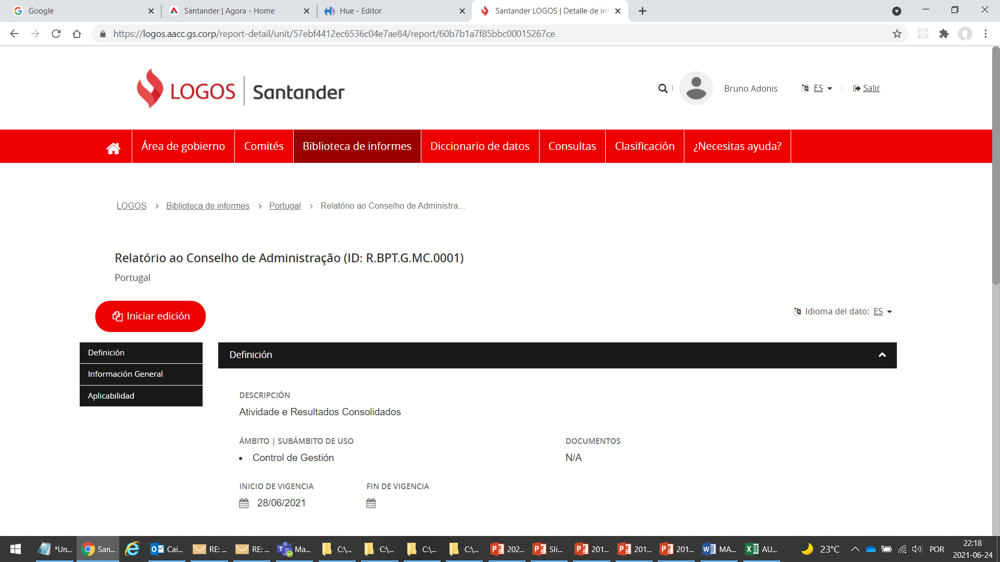 Google
Santander | Agora - Home
Hue - Editor
Santander LOGOS | Detalle de inf
https://logos.aacc.gs.corp/report-detail/unit/57ebf4412ec6536c04e7ae84/report/60b7b1a7f85bbc00015267ce
LOGOS | Santander
Bruno Adonis
ES
Salir
Área de gobierno
Comités
Biblioteca de informes
Diccionario de datos
Consultas
Clasificación
¿Necesitas ayuda?
LOGOS > Biblioteca de informes > Portugal > Relatório ao Conselho de Administra...
Relatório ao Conselho de Administração (ID: R.BPT.G.MC.0001)
Portugal
Iniciar edición
Idioma del dato: ES
Definición
Información General
Aplicabilidad
Definición
DESCRIPCIÓN
Atividade e Resultados Consolidados
ÁMBITO | SUBÁMBITO DE USO
• Control de Gestión
DOCUMENTOS
N/A
INICIO DE VIGENCIA
28/06/2021
FIN DE VIGENCIA
*Un...
San...
Cai...
RE: ...
RE: ...
Ma...
C:\...
C:\...
C:\...
C:\...
202...
Sli...
201...
201...
201...
MA...
AU...
23°C
POR
22:18
2021-06-24